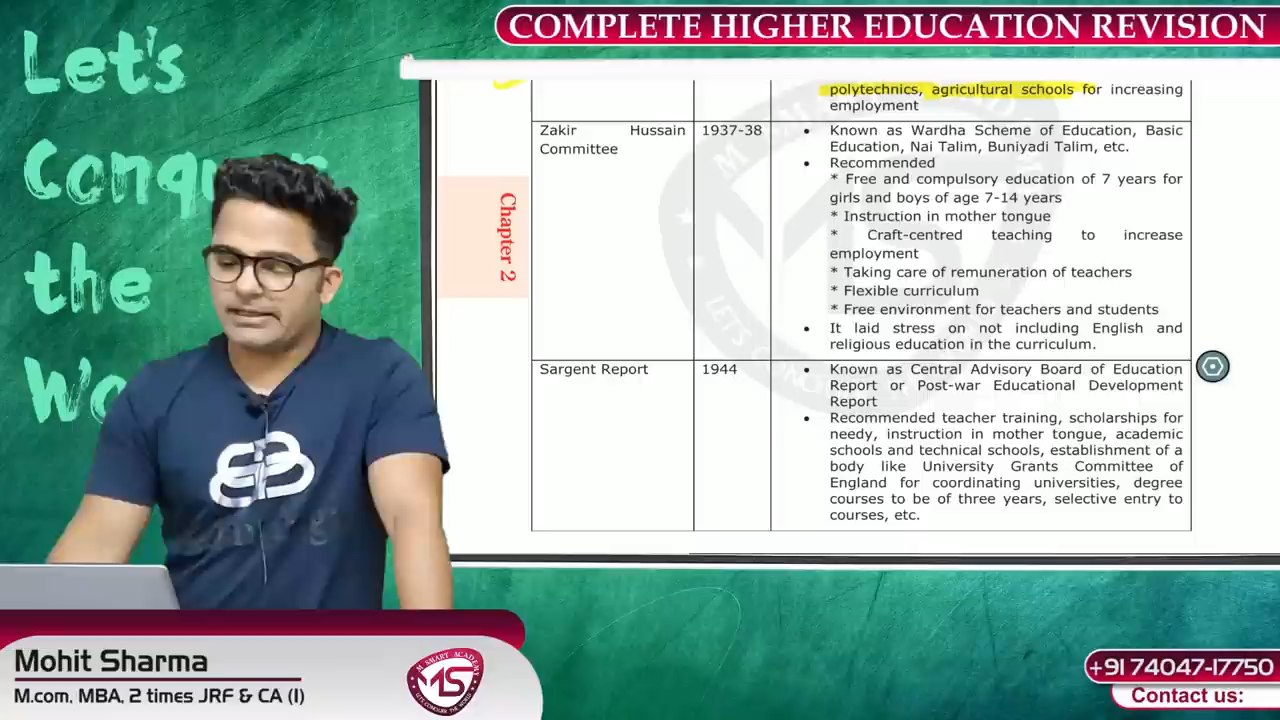 COMPLETE HIGHER EDUCATION REVISION
Let's
the
polytechnics, agricultural schools for increasing
employment
Zakir Hussain
Committee
1937-38
• Known as Wardha Scheme of Education, Basic
Education, Nai Talim, Buniyadi Talim, etc.
• Recommended
* Free and compulsory education of 7 years for
girls and boys of age 7-14 years
* Instruction in mother tongue
* Craft-centred teaching to increase
employment
* Taking care of remuneration of teachers
* Flexible curriculum
* Free environment for teachers and students
• It laid stress on not including English and
religious education in the curriculum.
Chapter 2
Sargent Report
1944
• Known as Central Advisory Board of Education
Report or Post-war Educational Development
Report
• Recommended teacher training, scholarships for
needy, instruction in mother tongue, academic
schools and technical schools, establishment of a
body like University Grants Committee of
England for coordinating universities, degree
courses to be of three years, selective entry to
courses, etc.
Mohit Sharma
M.com, MBA, 2 times JRF & CA (I)
M SMART ACADEMY
MS
LETS CONQUER THE WORLD
+91 74047-17750
Contact us: